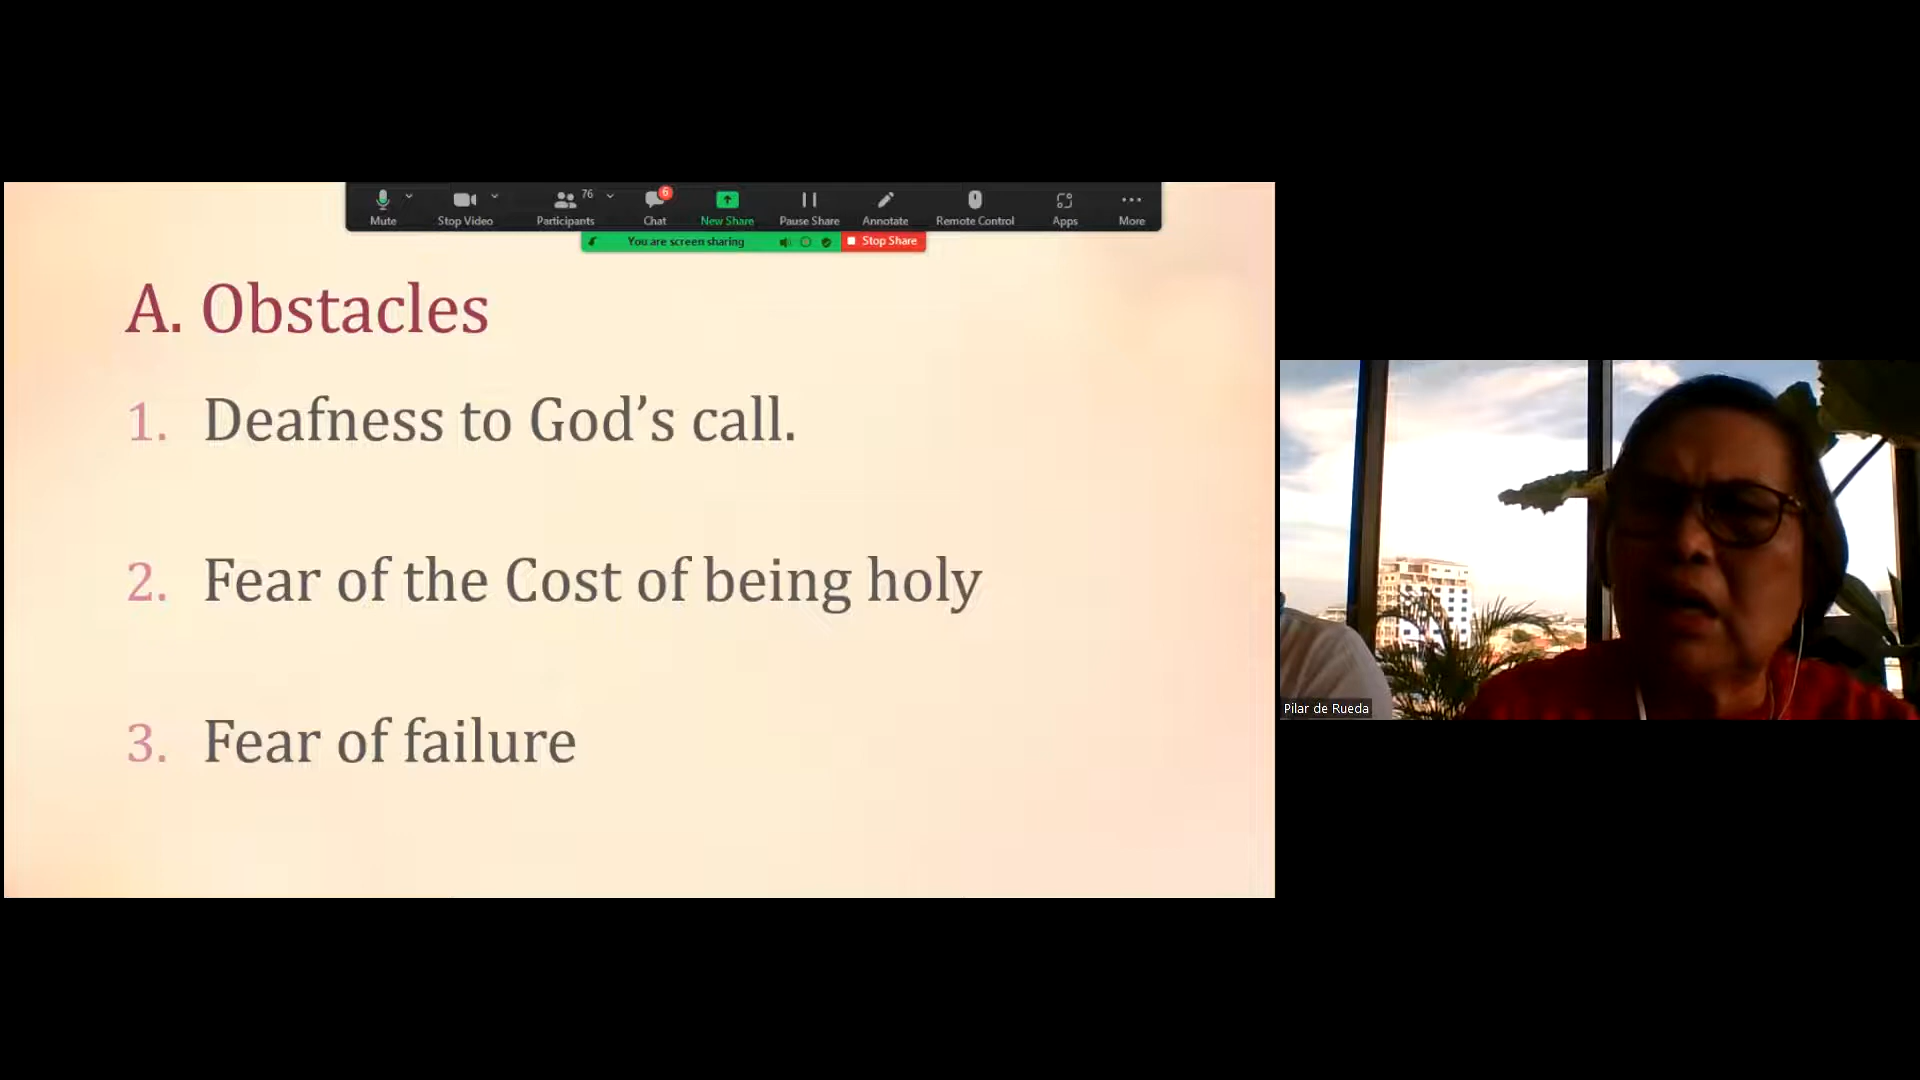 76
6
Mute
Stop Video
Participants
Chat
New Share
Pause Share
Annotate
Remote Control
Apps
More
You are screen sharing
Stop Share
A. Obstacles
1. Deafness to God’s call.
2. Fear of the Cost of being holy
3. Fear of failure
Pilar de Rueda